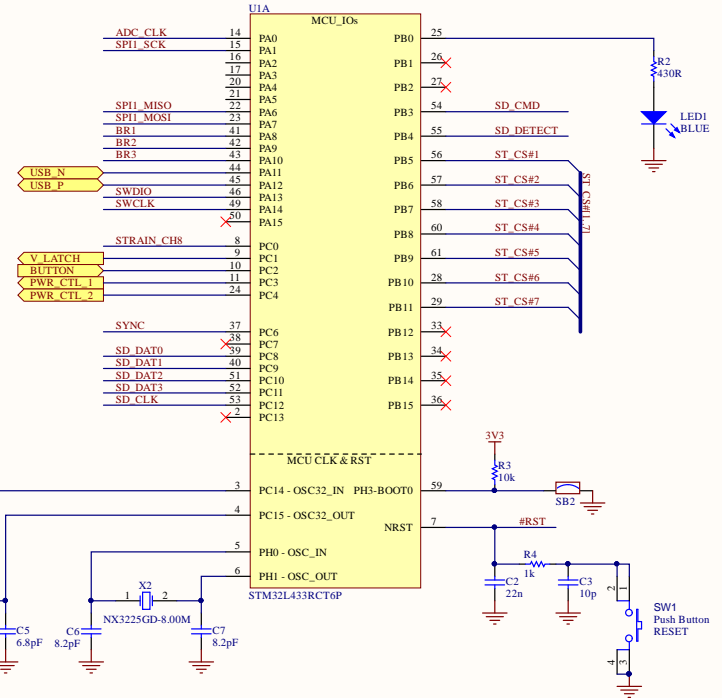 U1A
MCU_IOs
ADC_CLK 14 PA0 PB0 25
SPI1_SCK 15 PA1
16 PA2 PB1 26
17 PA3
20 PA4 PB2 27
21 PA5
SPI1_MISO 22 PA6 PB3 54 SD_CMD
SPI1_MOSI 23 PA7
BR1 41 PA8 PB4 55 SD_DETECT
BR2 42 PA9
BR3 43 PA10 PB5 56 ST_CS#1
USB_N 44 PA11
USB_P 45 PA12 PB6 57 ST_CS#2
SWDIO 46 PA13
SWCLK 49 PA14 PB7 58 ST_CS#3
50 PA15
PB8 60 ST_CS#4
STRAIN_CH8 8 PC0
V_LATCH 9 PC1 PB9 61 ST_CS#5
BUTTON 10 PC2
PWR_CTL_1 11 PC3 PB10 28 ST_CS#6
PWR_CTL_2 24 PC4
PB11 29 ST_CS#7
SYNC 37 PC6 PB12 33
38 PC7
SD_DAT0 39 PC8 PB13 34
SD_DAT1 40 PC9
SD_DAT2 51 PC10 PB14 35
SD_DAT3 52 PC11
SD_CLK 53 PC12 PB15 36
2 PC13
R2
430R
LED1
BLUE
ST_CS#[1..7]
MCU CLK & RST
3 PC14 - OSC32_IN PH3-BOOT0 59
4 PC15 - OSC32_OUT
NRST 7 #RST
5 PH0 - OSC_IN
6 PH1 - OSC_OUT
STM32L433RCT6P
3V3
R3
10k
SB2
R4
1k
C2
22n
C3
10p
2 1
SW1
Push Button
RESET
4 3
X2
1 2
NX3225GD-8.00M
C5
6.8pF
C6
8.2pF
C7
8.2pF